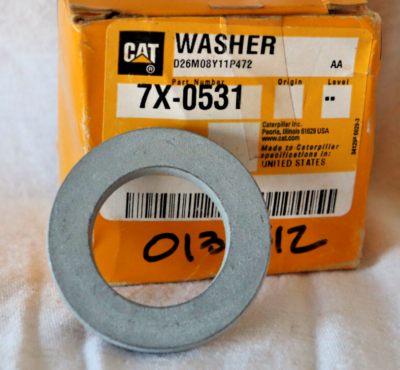 CAT
®
WASHER
D26M08Y11P472
AA
Part Number
Origin
Level
7X-0531
--
Caterpillar Inc.
Peoria, Illinois 61629 USA
www.cat.com
Made to Caterpillar
specifications in:
UNITED STATES